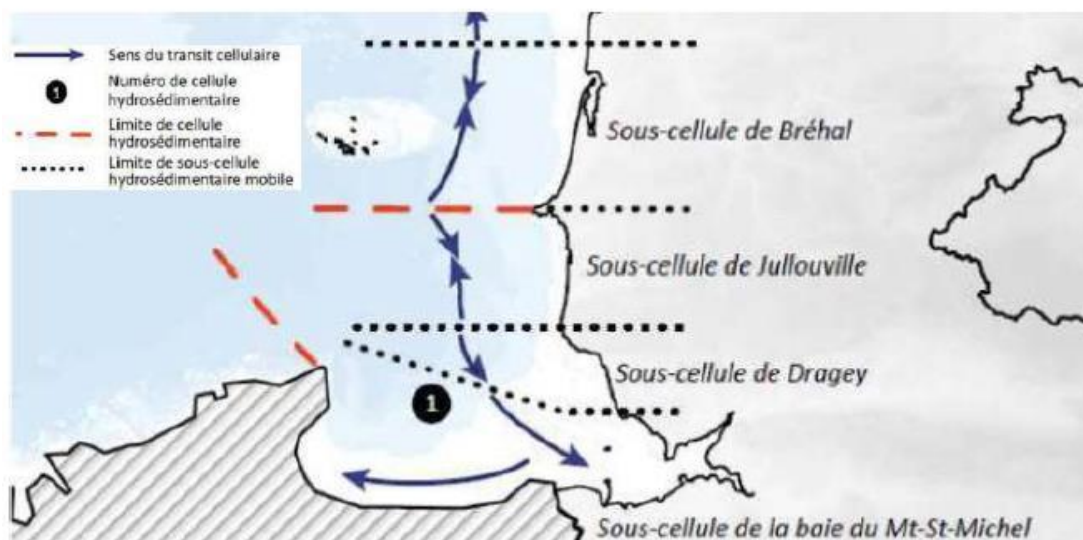 Sens du transit cellulaire
1
Numéro de cellule
hydrosédimentaire
Limite de cellule
hydrosédimentaire
Limite de sous-cellule
hydrosédimentaire mobile
Sous-cellule de Bréhal
Sous-cellule de Jullouville
Sous-cellule de Dragey
1
Sous-cellule de la baie du Mt-St-Michel